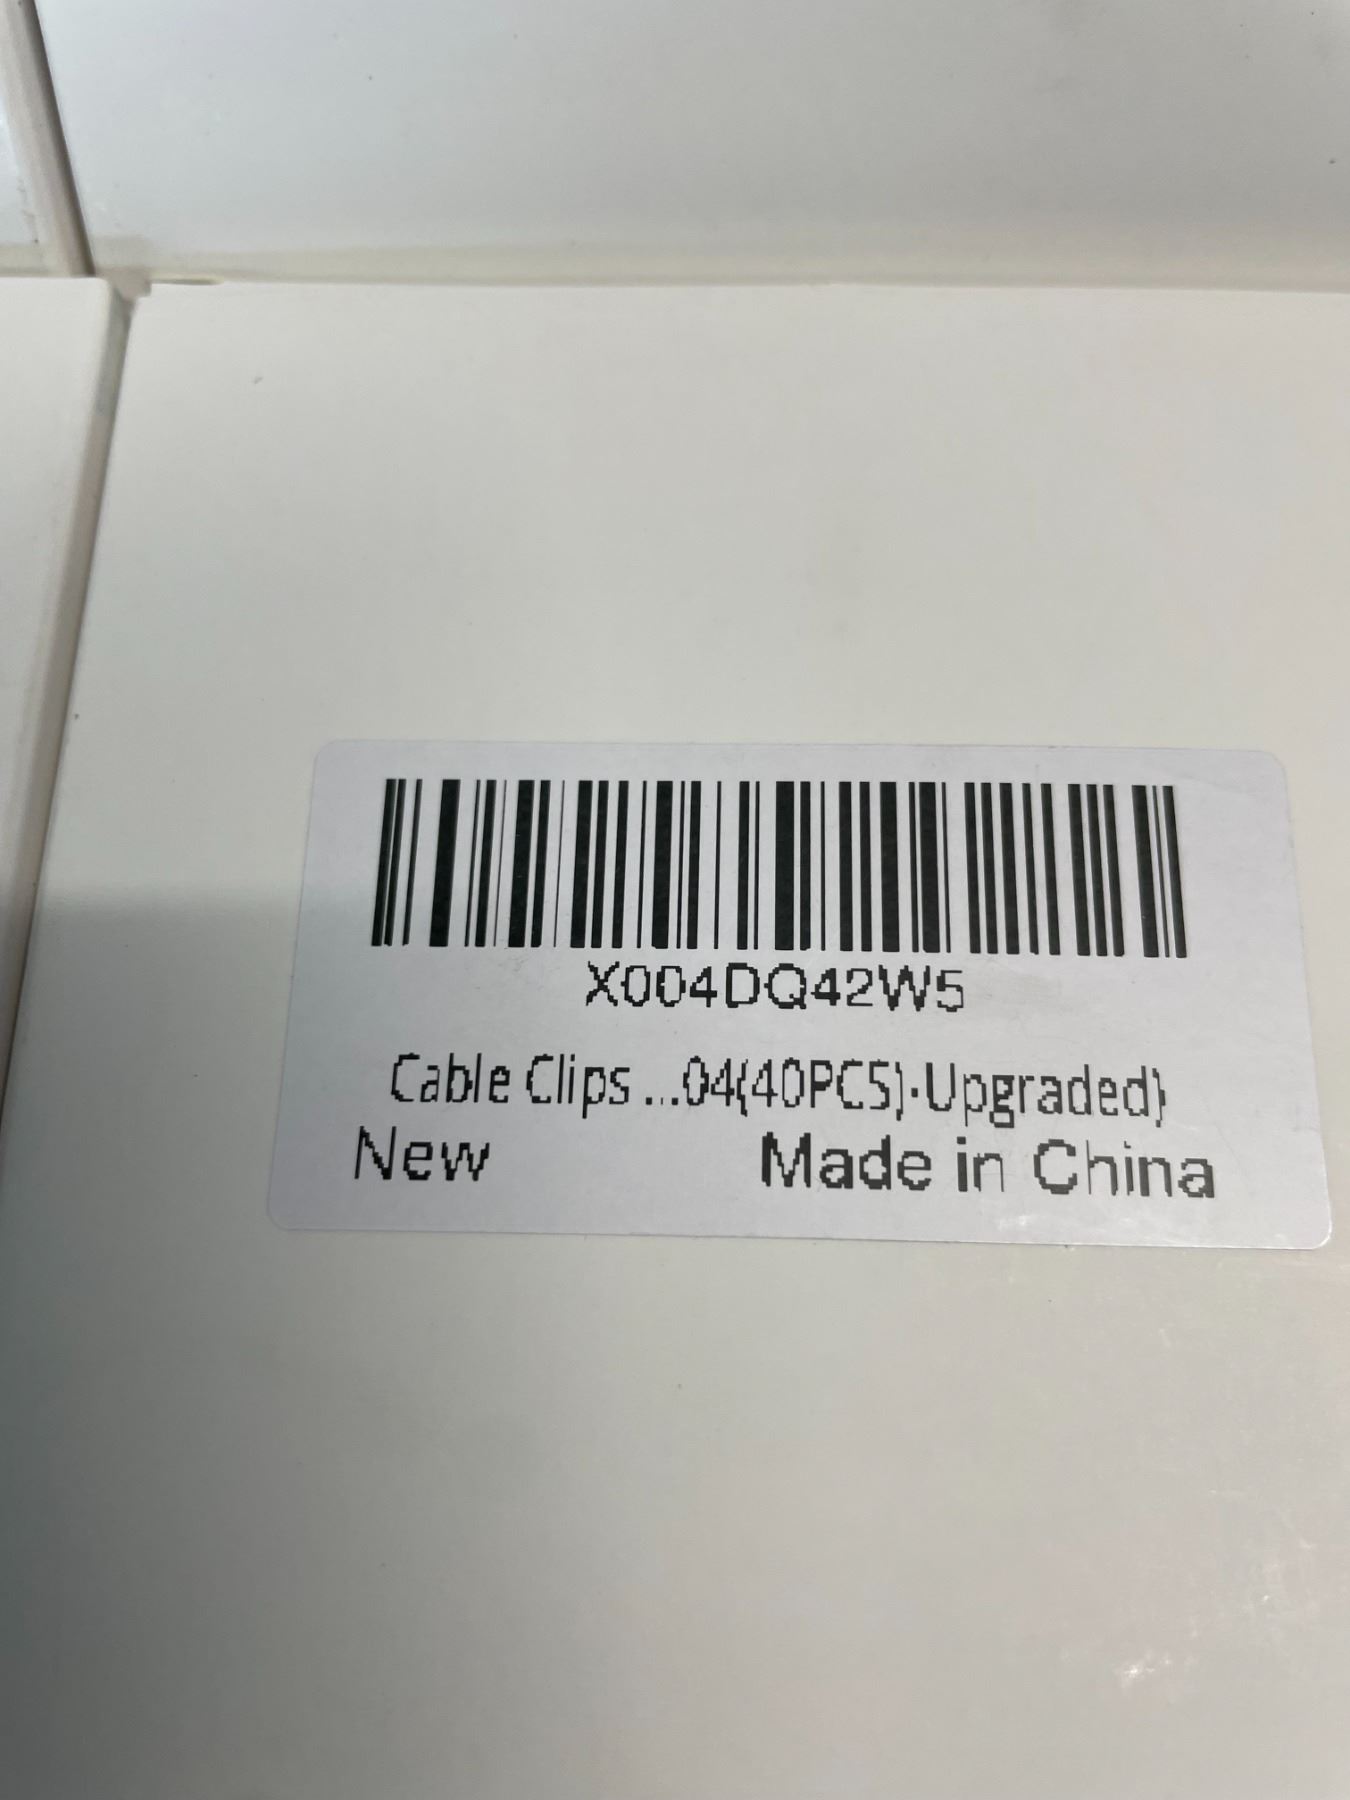 X004DQ42W5
Cable Clips ...04(40PCS)-Upgraded)
New Made in China